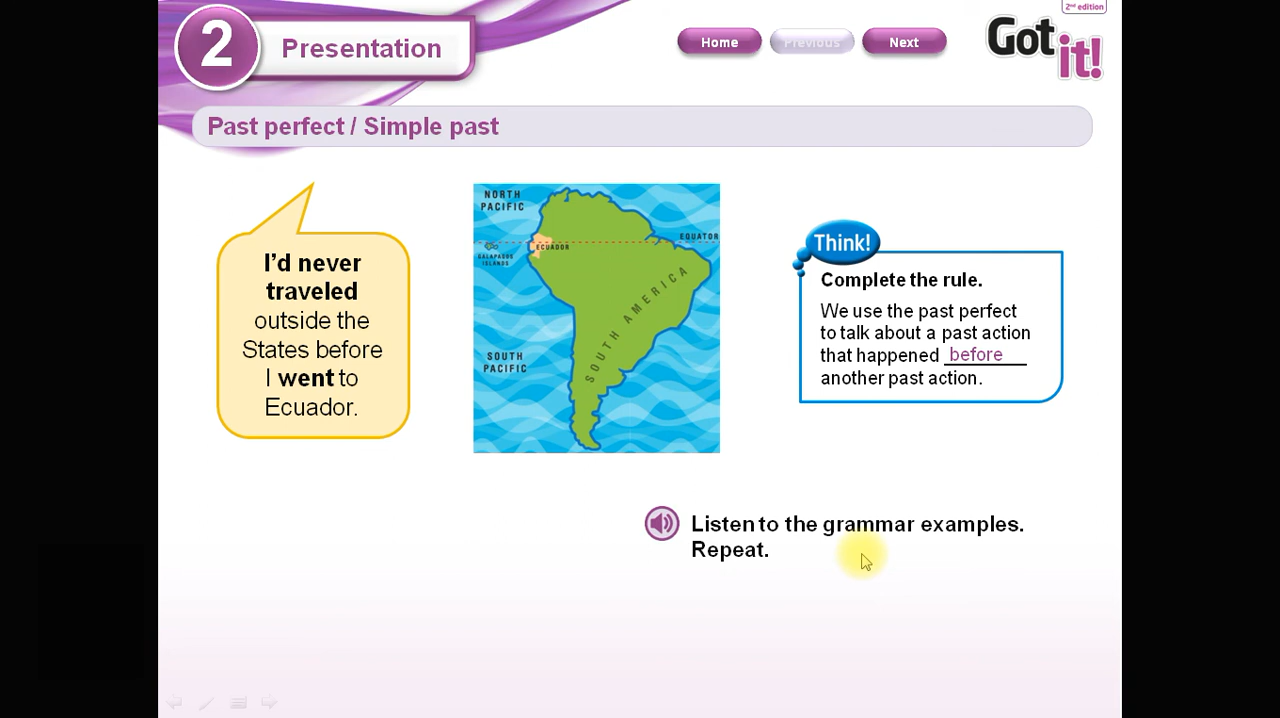 2
Presentation
Home
Previous
Next
2nd edition
Got
it!
Past perfect / Simple past
I'd never
traveled
outside the
States before
I went to
Ecuador.
NORTH
PACIFIC
EQUATOR
ECUADOR
GALAPAGOS
ISLANDS
SOUTH AMERICA
SOUTH
PACIFIC
Think!
Complete the rule.
We use the past perfect
to talk about a past action
that happened before
another past action.
Listen to the grammar examples.
Repeat.